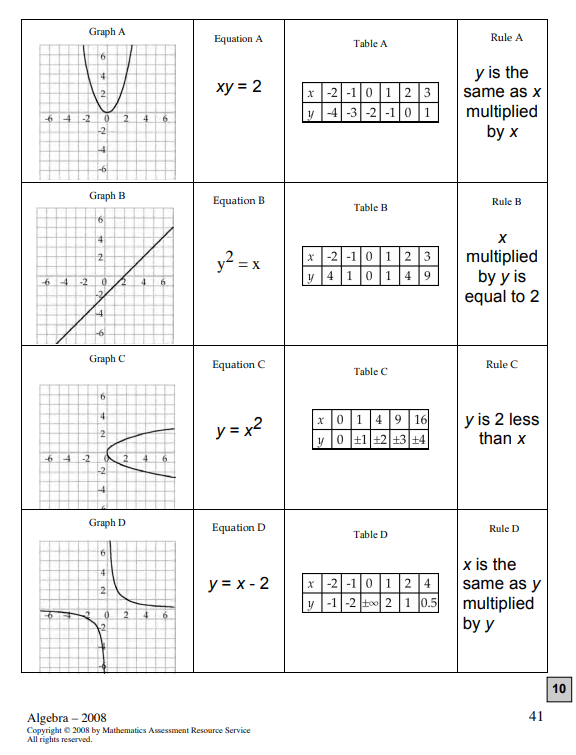 Graph A
6
4
2
-6 -4 -2 0 2 4 6
-2
-4
-6
Equation A
xy = 2
Table A
x -2 -1 0 1 2 3
y -4 -3 -2 -1 0 1
Rule A
y is the
same as x
multiplied
by x
Graph B
6
4
2
-6 -4 -2 0 2 4 6
-2
-4
-6
Equation B
y² = x
Table B
x -2 -1 0 1 2 3
y 4 1 0 1 4 9
Rule B
x
multiplied
by y is
equal to 2
Graph C
6
4
2
-6 -4 -2 0 2 4 6
-2
-4
Equation C
y = x²
Table C
x 0 1 4 9 16
y 0 ±1 ±2 ±3 ±4
Rule C
y is 2 less
than x
Graph D
6
4
2
-6 -4 -2 0 2 4 6
-2
-4
-6
Equation D
y = x - 2
Table D
x -2 -1 0 1 2 4
y -1 -2 ±∞ 2 1 0.5
Rule D
x is the
same as y
multiplied
by y
10
Algebra – 2008
41
Copyright © 2008 by Mathematics Assessment Resource Service
All rights reserved.